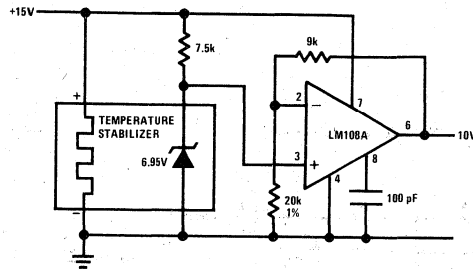 +15V
7.5k
9k
+
2
−
7
TEMPERATURE
STABILIZER
LM108A
6
10V
6.95V
3
+
8
4
20k
1%
100 pF
−